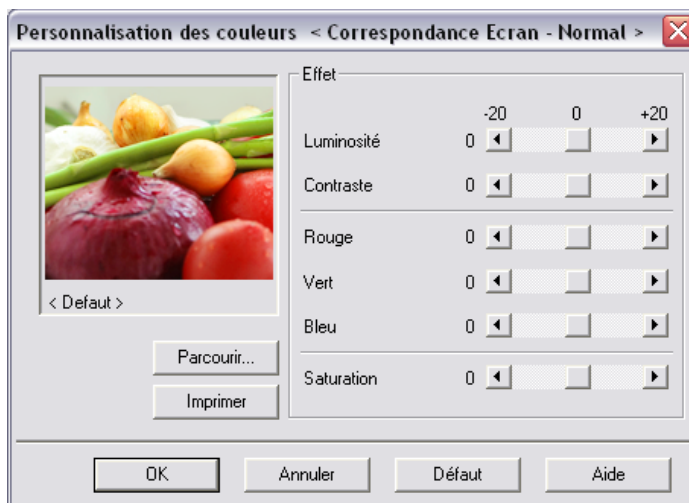 Personnalisation des couleurs < Correspondance Ecran - Normal >
Effet
-20 0 +20
Luminosité 0
Contraste 0
Rouge 0
Vert 0
Bleu 0
Saturation 0
< Defaut >
Parcourir...
Imprimer
OK Annuler Défaut Aide